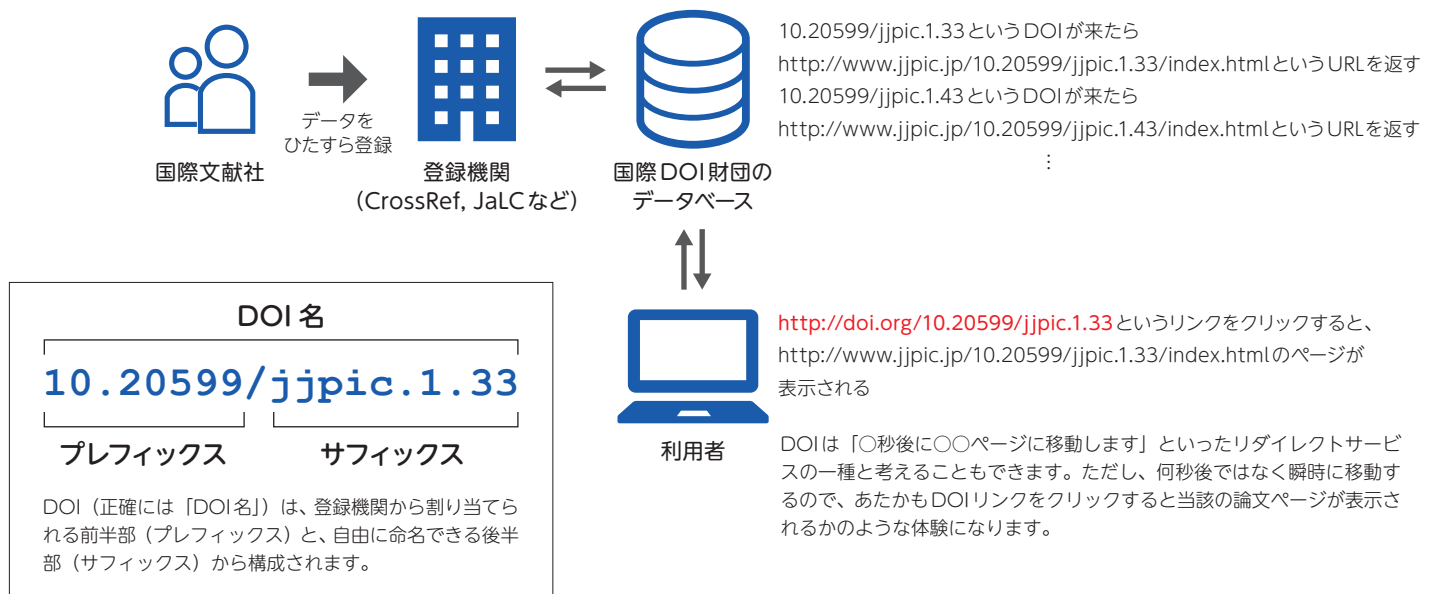 10.20599/jjpic.1.33というDOIが来たら
http://www.jjpic.jp/10.20599/jjpic.1.33/index.htmlというURLを返す
10.20599/jjpic.1.43というDOIが来たら
http://www.jjpic.jp/10.20599/jjpic.1.43/index.htmlというURLを返す
⋮
データを
ひたすら登録
国際文献社
登録機関
（CrossRef, JaLCなど）
国際DOI財団の
データベース
DOI 名
10.20599/jjpic.1.33
プレフィックス
サフィックス
DOI（正確には「DOI名」）は、登録機関から割り当てら
れる前半部（プレフィックス）と、自由に命名できる後半
部（サフィックス）から構成されます。
利用者
http://doi.org/10.20599/jjpic.1.33というリンクをクリックすると、
http://www.jjpic.jp/10.20599/jjpic.1.33/index.htmlのページが
表示される
DOIは「○秒後に○○ページに移動します」といったリダイレクトサービ
スの一種と考えることもできます。ただし、何秒後ではなく瞬時に移動す
るので、あたかもDOIリンクをクリックすると当該の論文ページが表示さ
れるかのような体験になります。